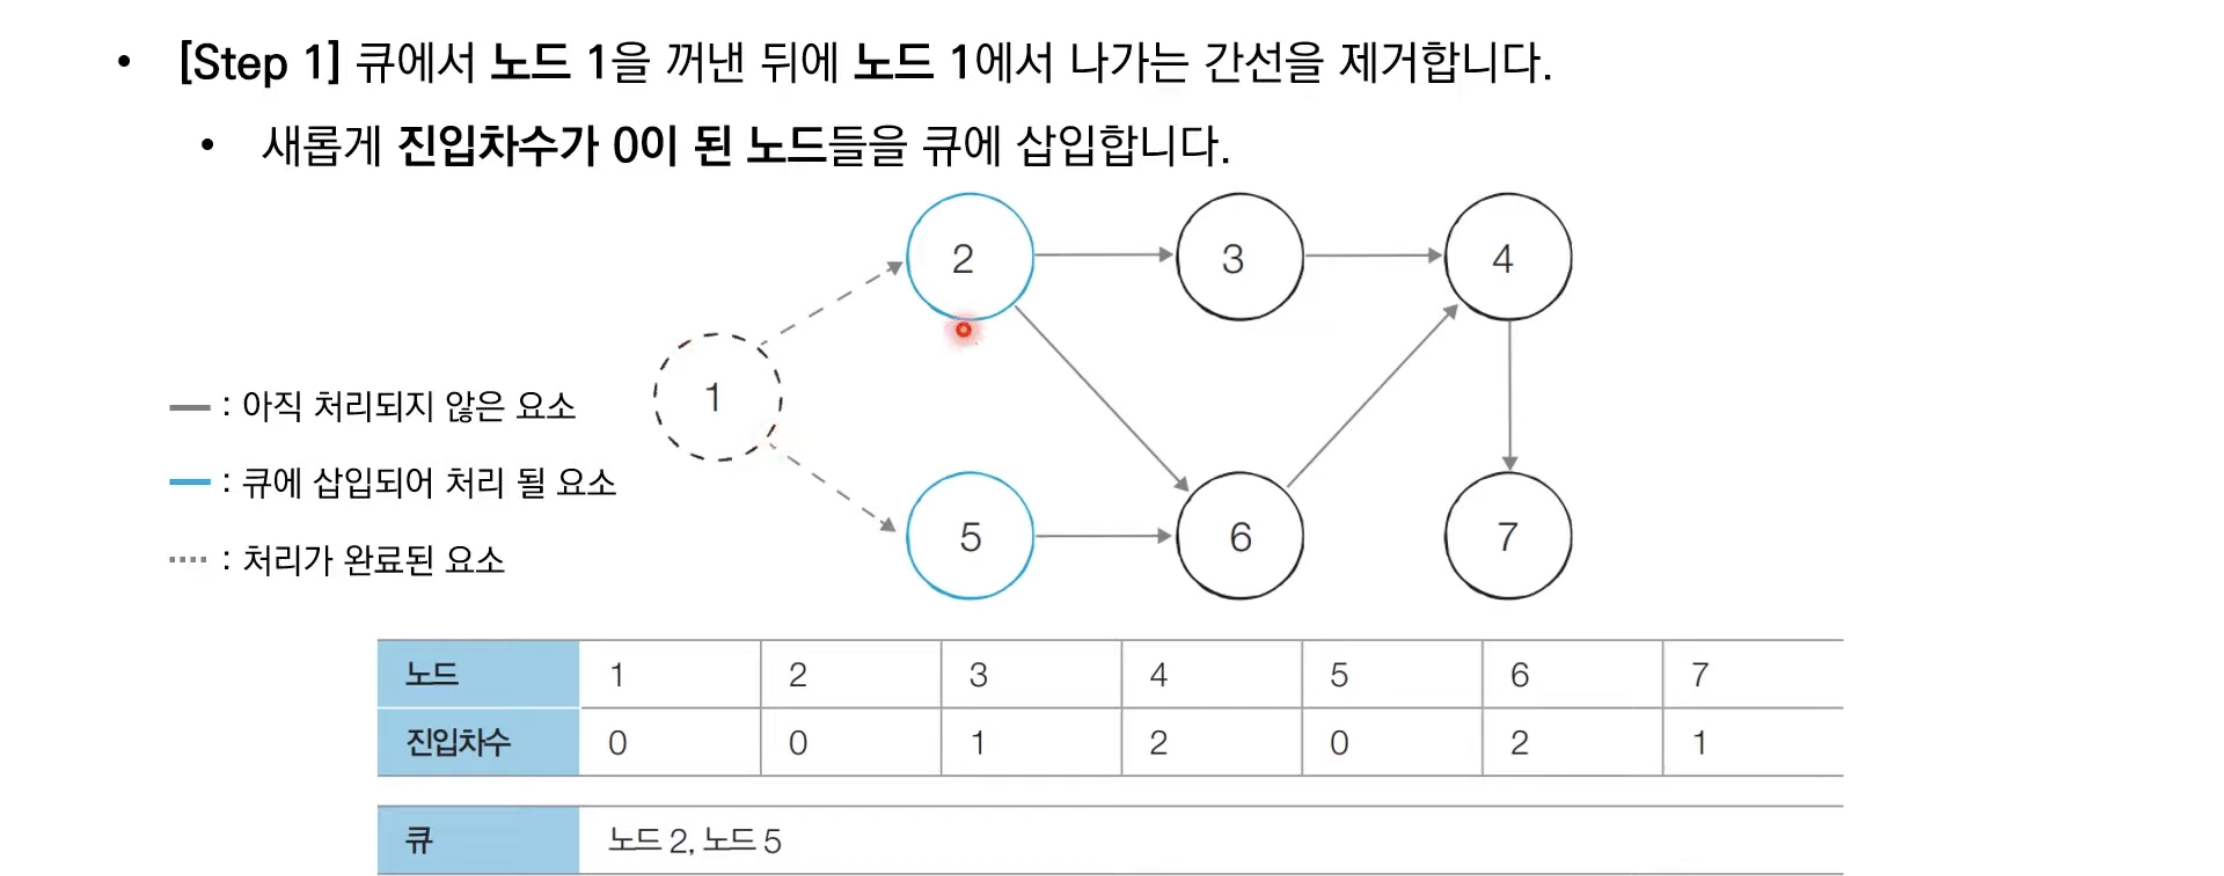 • [Step 1] 큐에서 노드 1을 꺼낸 뒤에 노드 1에서 나가는 간선을 제거합니다.
• 새롭게 진입차수가 0이 된 노드들을 큐에 삽입합니다.
2 3 4
1
: 아직 처리되지 않은 요소
: 큐에 삽입되어 처리 될 요소
: 처리가 완료된 요소
5 6 7
노드 1 2 3 4 5 6 7
진입차수 0 0 1 2 0 2 1
큐 노드 2, 노드 5